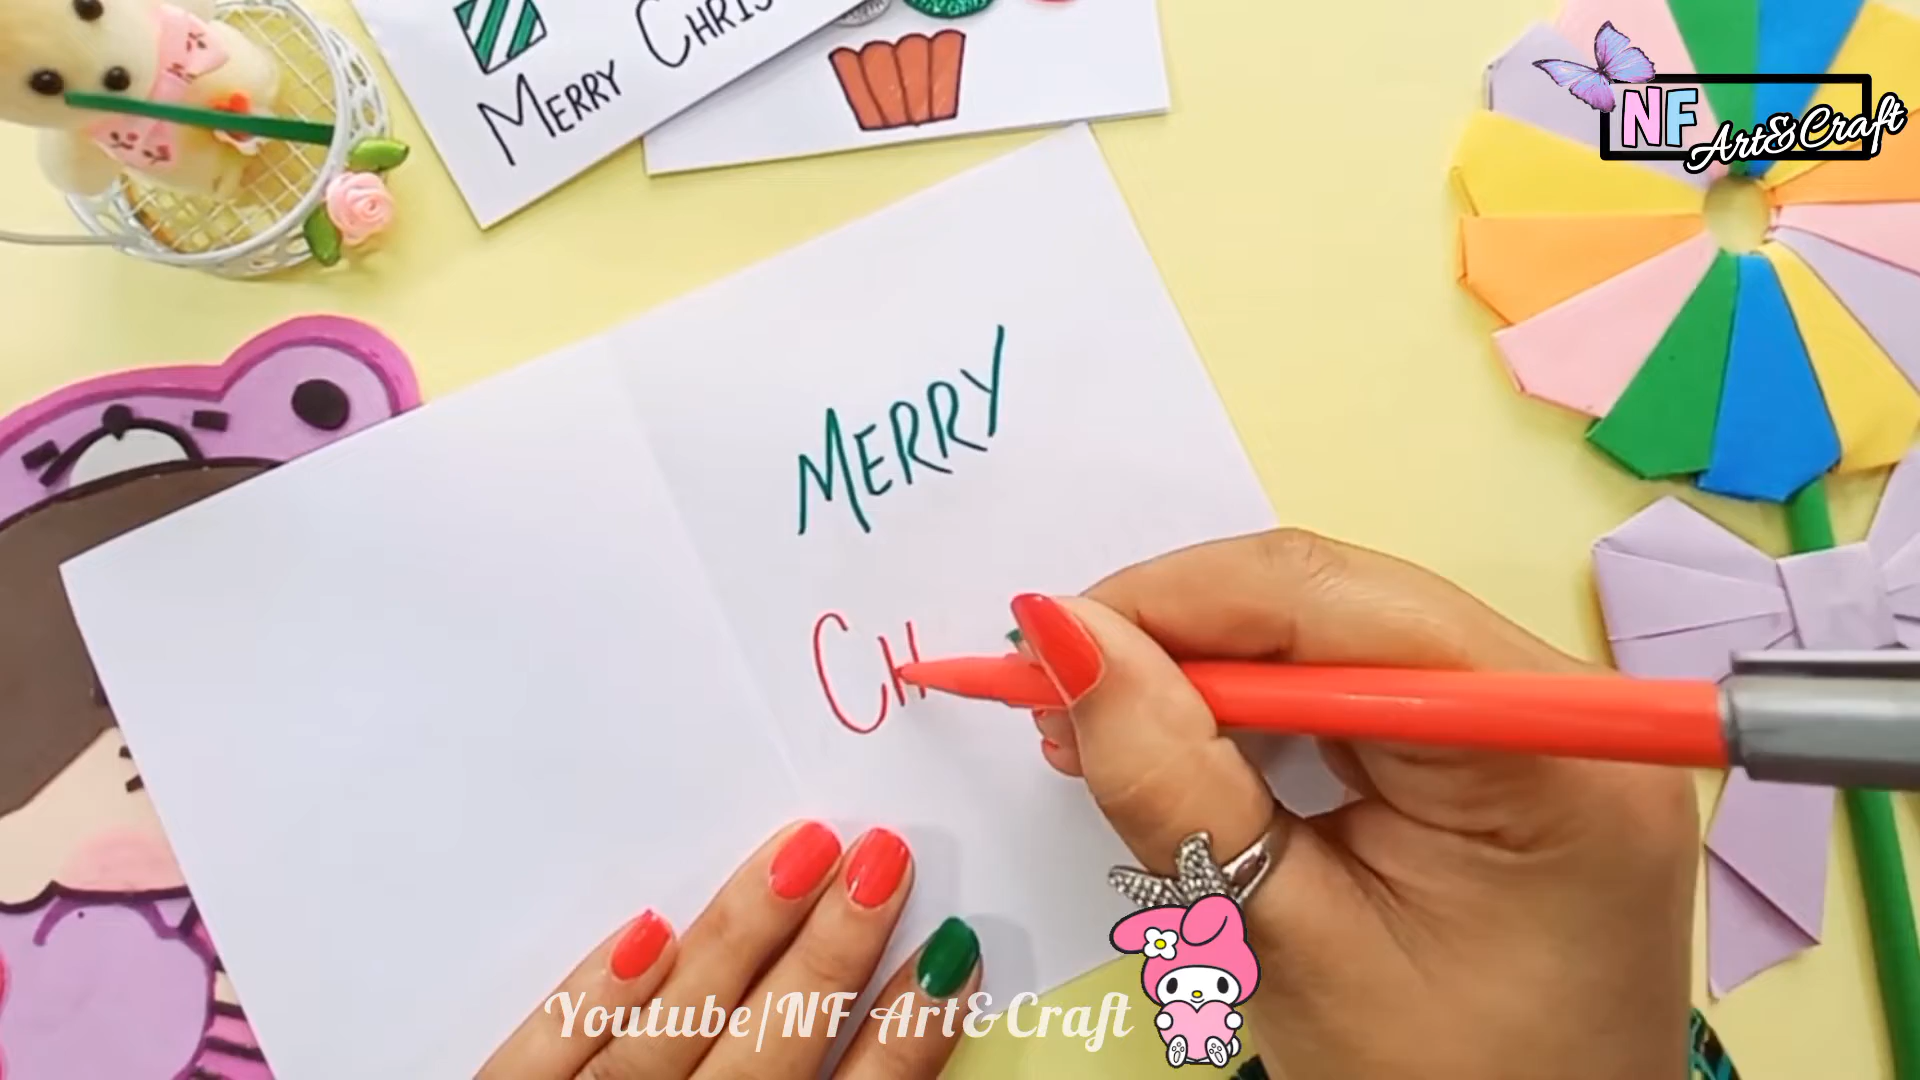 MERRY CHRIS
NF
Art&Craft
MERRY
CH
Youtube/NF Art&Craft